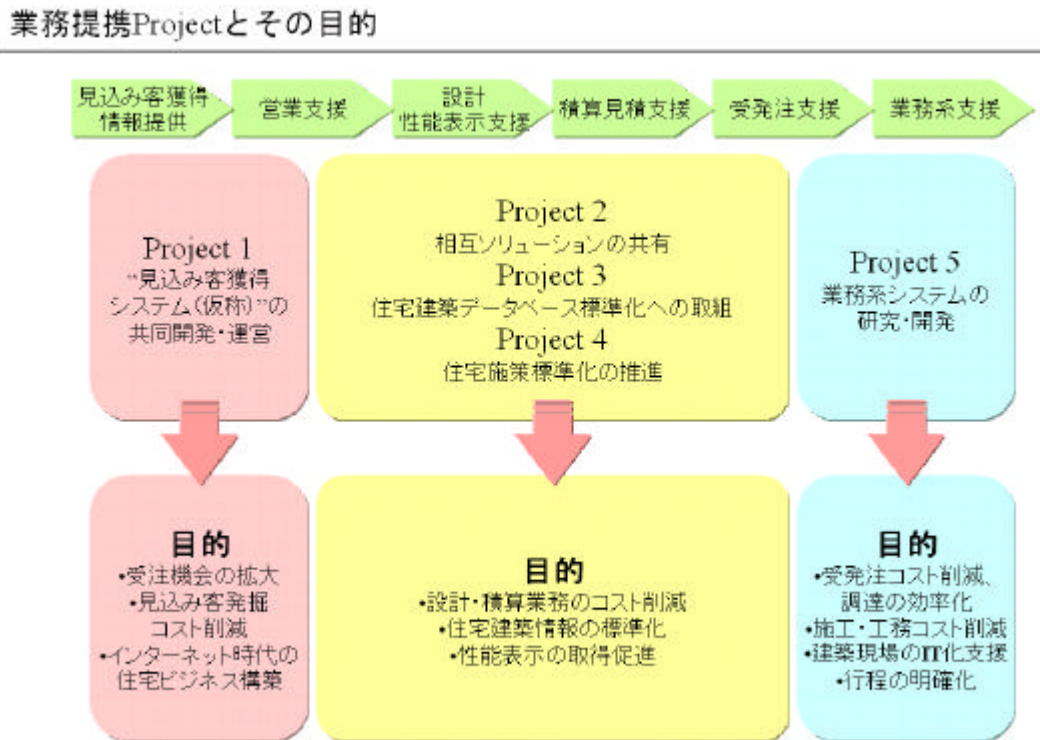 業務提携Projectとその目的
見込み客獲得
情報提供
営業支援
設計
性能表示支援
積算見積支援
受発注支援
業務系支援
Project 1
“見込み客獲得
システム(仮称)”の
共同開発・運営
Project 2
相互ソリューションの共有
Project 3
住宅建築データベース標準化への取組
Project 4
住宅施策標準化の推進
Project 5
業務系システムの
研究・開発
目的
•受注機会の拡大
•見込み客発掘
コスト削減
•インターネット時代の
住宅ビジネス構築
目的
•設計・積算業務のコスト削減
•住宅建築情報の標準化
•性能表示の取得促進
目的
•受発注コスト削減、
調達の効率化
•施工・工務コスト削減
•建築現場のIT化支援
•行程の明確化